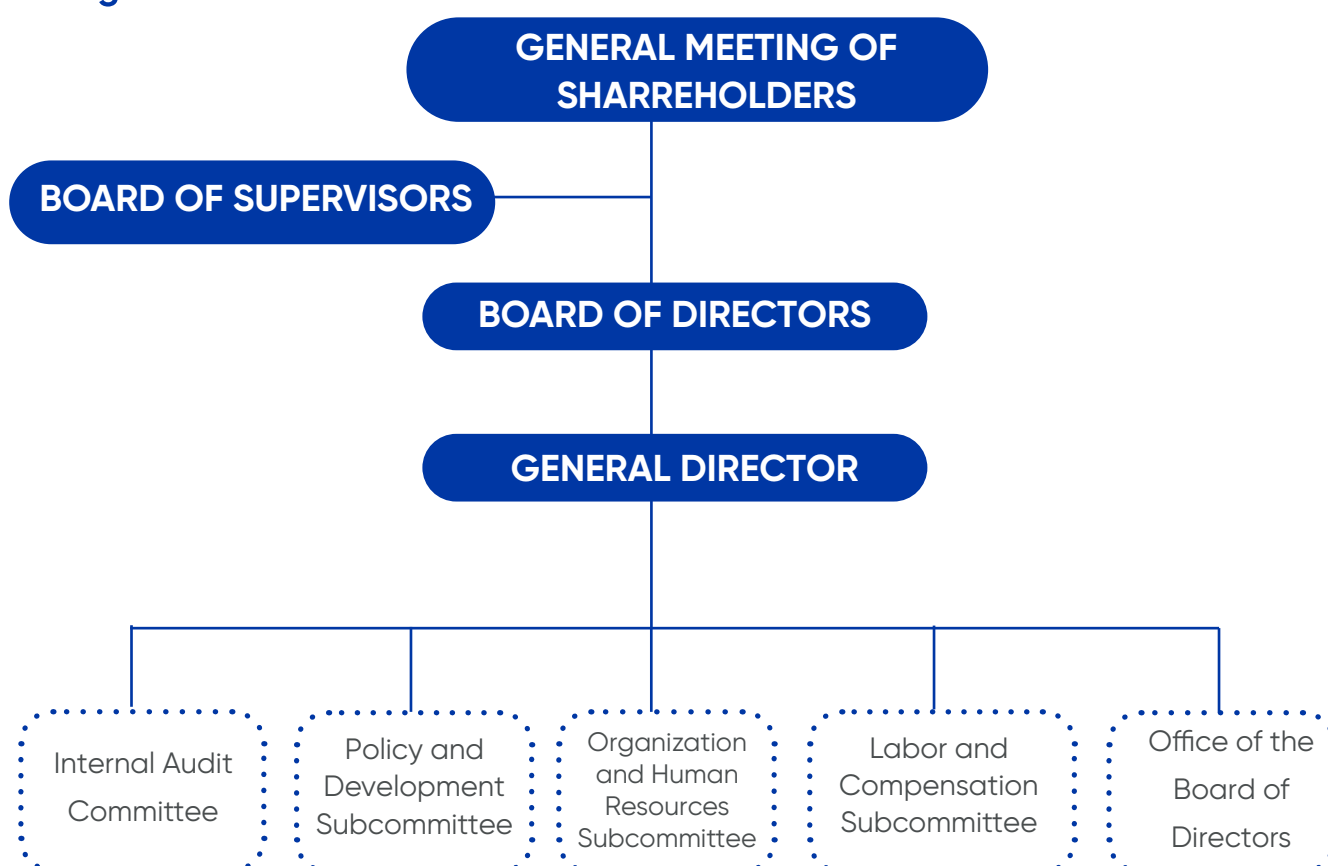 GENERAL MEETING OF
SHARREHOLDERS
BOARD OF SUPERVISORS
BOARD OF DIRECTORS
GENERAL DIRECTOR
Internal Audit
Committee
Policy and
Development
Subcommittee
Organization
and Human
Resources
Subcommittee
Labor and
Compensation
Subcommittee
Office of the
Board of
Directors